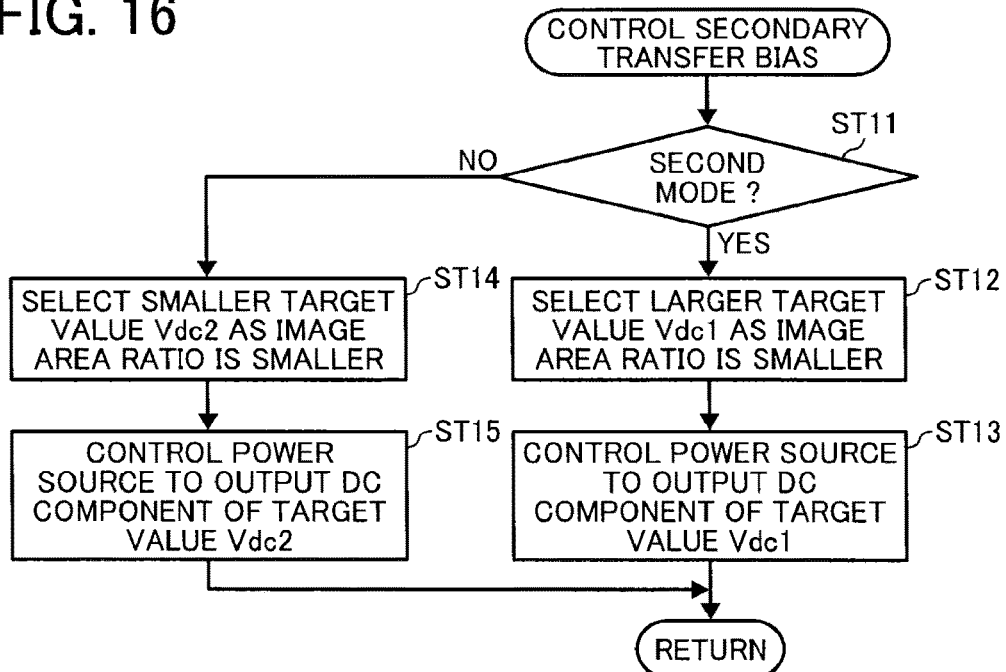 FIG. 16
CONTROL SECONDARY
TRANSFER BIAS
ST11
SECOND
MODE ?
NO
YES
ST14
SELECT SMALLER TARGET
VALUE Vdc2 AS IMAGE
AREA RATIO IS SMALLER
ST12
SELECT LARGER TARGET
VALUE Vdc1 AS IMAGE
AREA RATIO IS SMALLER
ST15
CONTROL POWER
SOURCE TO OUTPUT DC
COMPONENT OF TARGET
VALUE Vdc2
ST13
CONTROL POWER SOURCE
TO OUTPUT DC
COMPONENT OF TARGET
VALUE Vdc1
RETURN